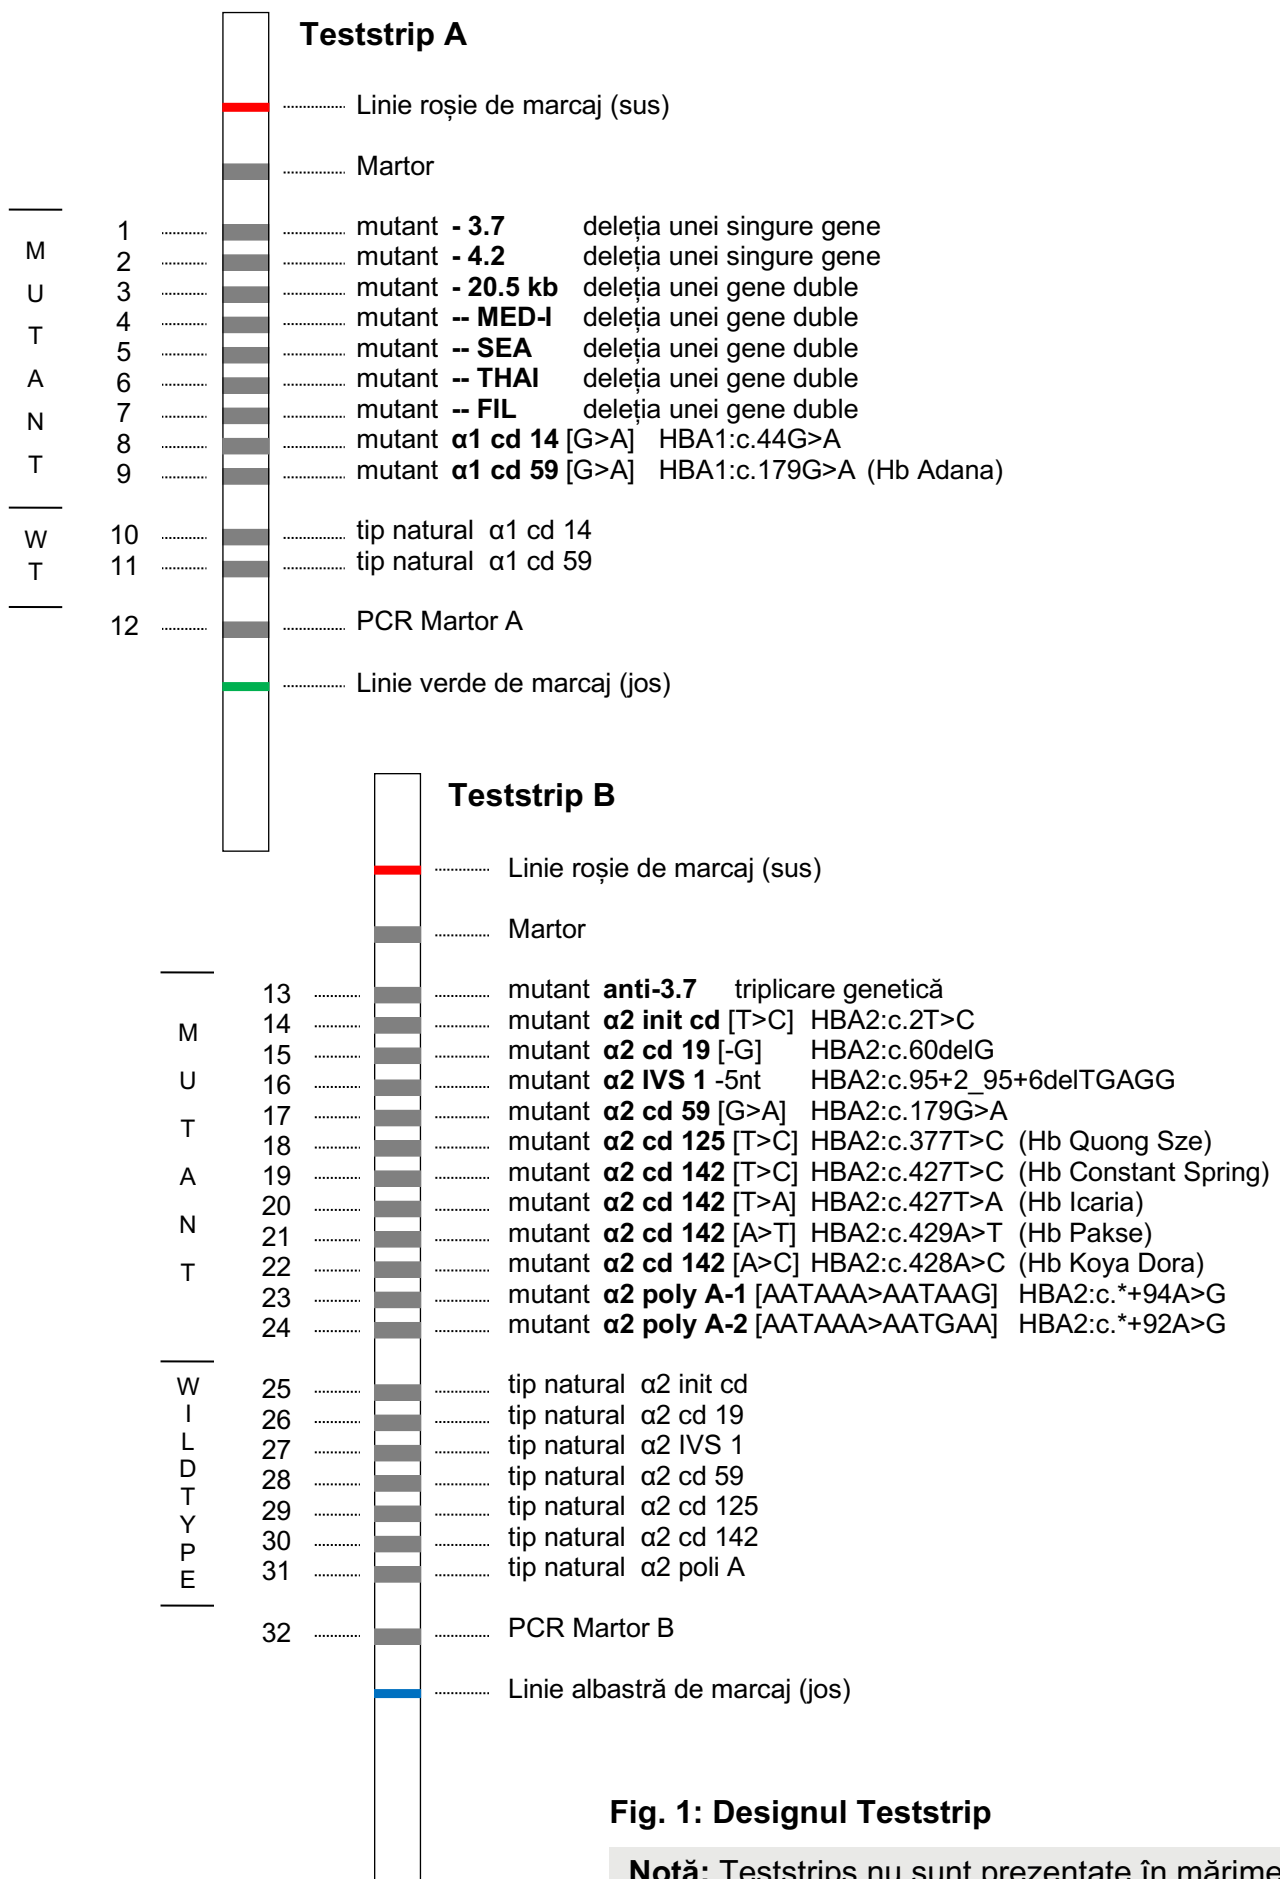 Teststrip A
Linie roșie de marcaj (sus)
Martor
MUTANT
1 mutant - 3.7 deleția unei singure gene
2 mutant - 4.2 deleția unei singure gene
3 mutant - 20.5 kb deleția unei gene duble
4 mutant -- MED-I deleția unei gene duble
5 mutant -- SEA deleția unei gene duble
6 mutant -- THAI deleția unei gene duble
7 mutant -- FIL deleția unei gene duble
8 mutant α1 cd 14 [G>A] HBA1:c.44G>A
9 mutant α1 cd 59 [G>A] HBA1:c.179G>A (Hb Adana)
WT
10 tip natural α1 cd 14
11 tip natural α1 cd 59
12 PCR Martor A
Linie verde de marcaj (jos)
Teststrip B
Linie roșie de marcaj (sus)
Martor
MUTANT
13 mutant anti-3.7 triplicare genetică
14 mutant α2 init cd [T>C] HBA2:c.2T>C
15 mutant α2 cd 19 [-G] HBA2:c.60delG
16 mutant α2 IVS 1 -5nt HBA2:c.95+2_95+6delTGAGG
17 mutant α2 cd 59 [G>A] HBA2:c.179G>A
18 mutant α2 cd 125 [T>C] HBA2:c.377T>C (Hb Quong Sze)
19 mutant α2 cd 142 [T>C] HBA2:c.427T>C (Hb Constant Spring)
20 mutant α2 cd 142 [T>A] HBA2:c.427T>A (Hb Icaria)
21 mutant α2 cd 142 [A>T] HBA2:c.429A>T (Hb Pakse)
22 mutant α2 cd 142 [A>C] HBA2:c.428A>C (Hb Koya Dora)
23 mutant α2 poly A-1 [AATAAA>AATAAG] HBA2:c.*+94A>G
24 mutant α2 poly A-2 [AATAAA>AATGAA] HBA2:c.*+92A>G
WILDTYPE
25 tip natural α2 init cd
26 tip natural α2 cd 19
27 tip natural α2 IVS 1
28 tip natural α2 cd 59
29 tip natural α2 cd 125
30 tip natural α2 cd 142
31 tip natural α2 poli A
32 PCR Martor B
Linie albastră de marcaj (jos)
Fig. 1: Designul Teststrip
Notă: Teststrips nu sunt prezentate în mărime